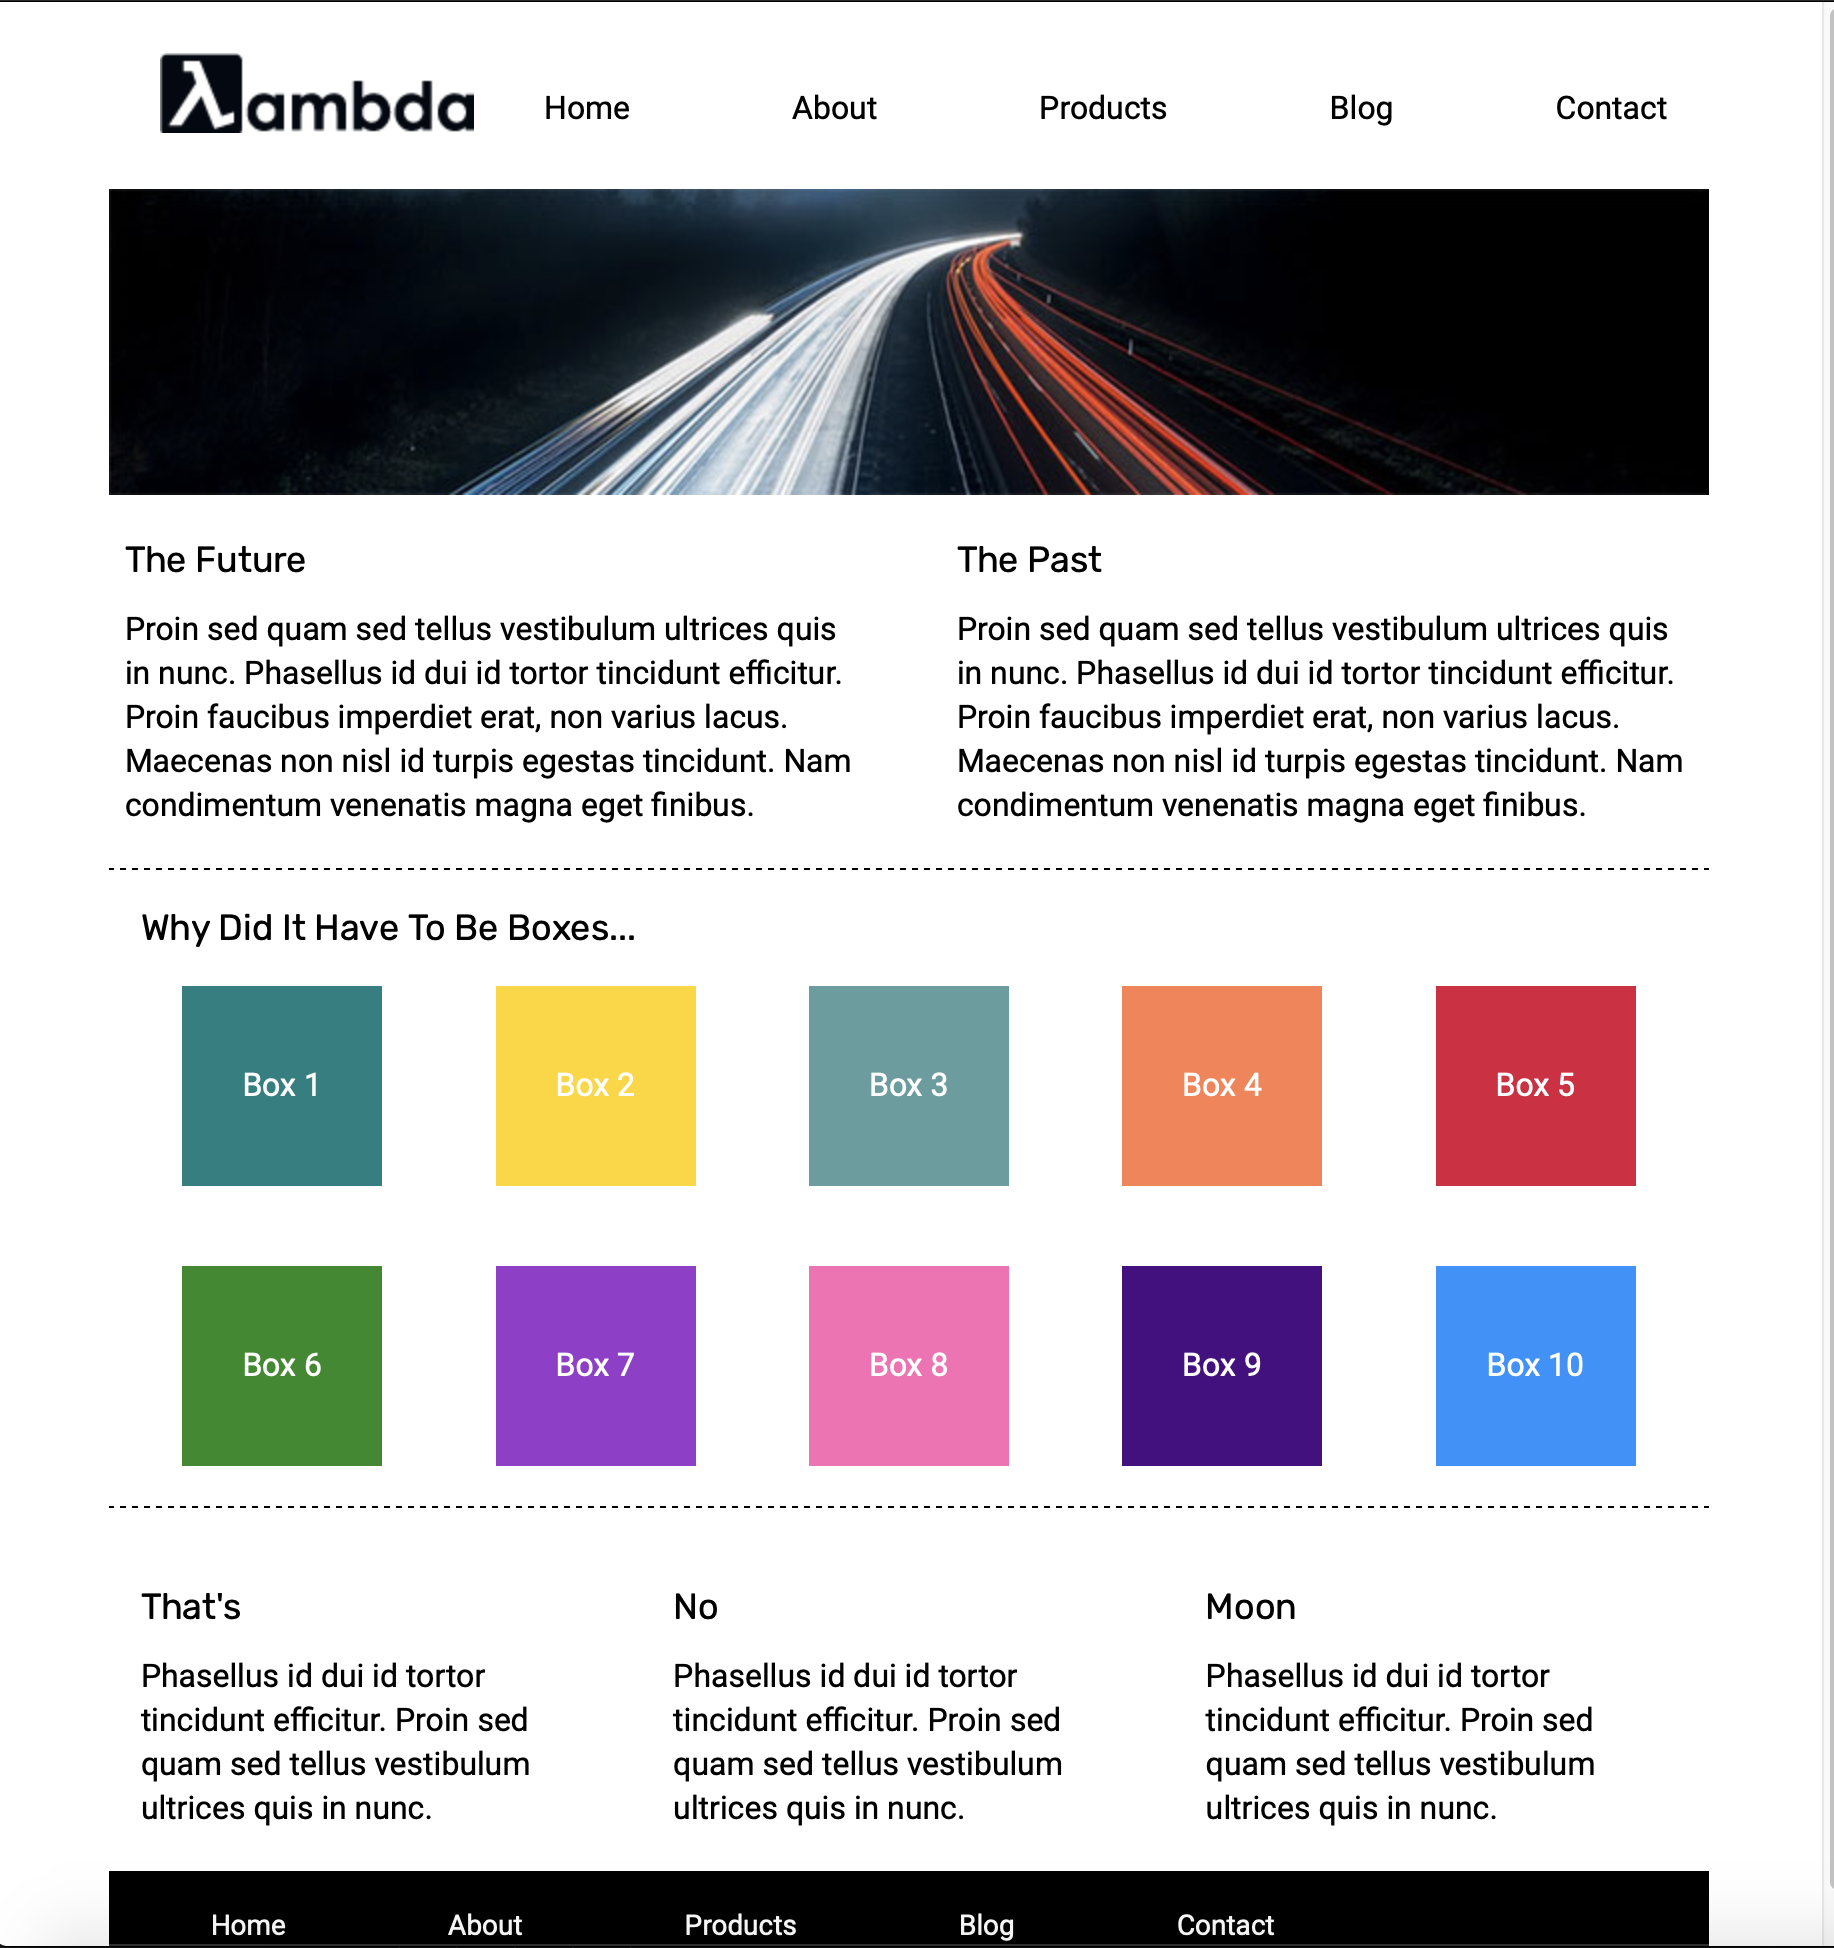 λambda
Home
About
Products
Blog
Contact
The Future
Proin sed quam sed tellus vestibulum ultrices quis
in nunc. Phasellus id dui id tortor tincidunt efficitur.
Proin faucibus imperdiet erat, non varius lacus.
Maecenas non nisl id turpis egestas tincidunt. Nam
condimentum venenatis magna eget finibus.
The Past
Proin sed quam sed tellus vestibulum ultrices quis
in nunc. Phasellus id dui id tortor tincidunt efficitur.
Proin faucibus imperdiet erat, non varius lacus.
Maecenas non nisl id turpis egestas tincidunt. Nam
condimentum venenatis magna eget finibus.
Why Did It Have To Be Boxes...
Box 1
Box 2
Box 3
Box 4
Box 5
Box 6
Box 7
Box 8
Box 9
Box 10
That's
Phasellus id dui id tortor
tincidunt efficitur. Proin sed
quam sed tellus vestibulum
ultrices quis in nunc.
No
Phasellus id dui id tortor
tincidunt efficitur. Proin sed
quam sed tellus vestibulum
ultrices quis in nunc.
Moon
Phasellus id dui id tortor
tincidunt efficitur. Proin sed
quam sed tellus vestibulum
ultrices quis in nunc.
Home
About
Products
Blog
Contact